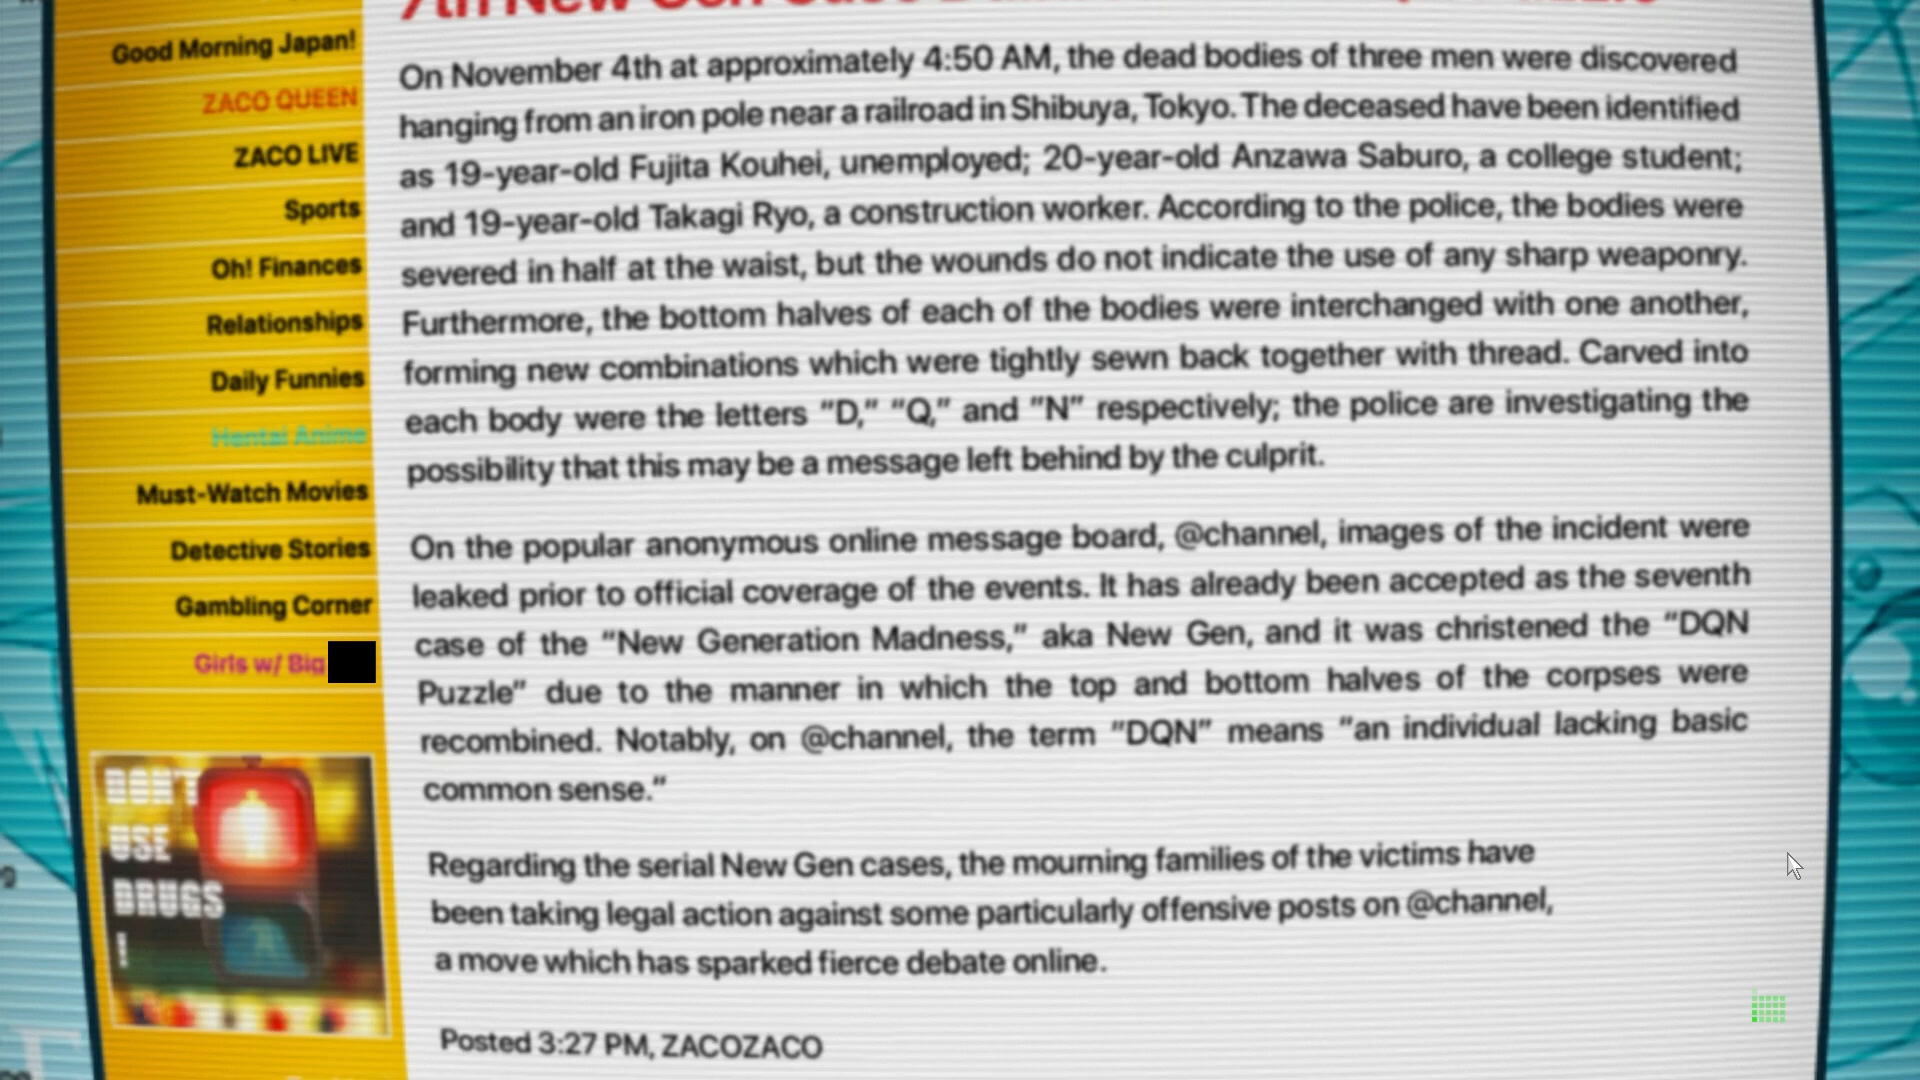 Good Morning Japan!
ZACO QUEEN
ZACO LIVE
Sports
Oh! Finances
Relationships
Daily Funnies
Hentai Anime
Must-Watch Movies
Detective Stories
Gambling Corner
Girls w/ Big
DON'T
USE
DRUGS
!
7th New Gen Case
On November 4th at approximately 4:50 AM, the dead bodies of three men were discovered
hanging from an iron pole near a railroad in Shibuya, Tokyo. The deceased have been identified
as 19-year-old Fujita Kouhei, unemployed; 20-year-old Anzawa Saburo, a college student;
and 19-year-old Takagi Ryo, a construction worker. According to the police, the bodies were
severed in half at the waist, but the wounds do not indicate the use of any sharp weaponry.
Furthermore, the bottom halves of each of the bodies were interchanged with one another,
forming new combinations which were tightly sewn back together with thread. Carved into
each body were the letters “D,” “Q,” and ”N” respectively; the police are investigating the
possibility that this may be a message left behind by the culprit.
On the popular anonymous online message board, @channel, images of the incident were
leaked prior to official coverage of the events. It has already been accepted as the seventh
case of the “New Generation Madness,” aka New Gen, and it was christened the “DQN
Puzzle” due to the manner in which the top and bottom halves of the corpses were
recombined. Notably, on @channel, the term “DQN” means “an individual lacking basic
common sense.“
Regarding the serial New Gen cases, the mourning families of the victims have
been taking legal action against some particularly offensive posts on @channel,
a move which has sparked fierce debate online.
Posted 3:27 PM, ZACOZACO